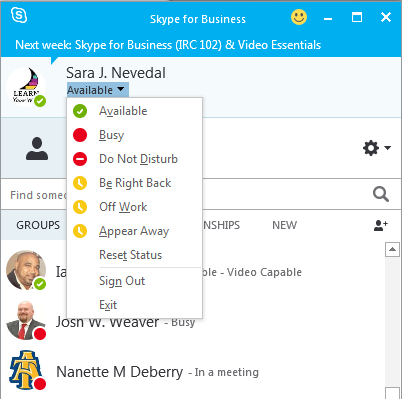 Skype for Business
Next week: Skype for Business (IRC 102) & Video Essentials
Sara J. Nevedal
LEARN
Available
Available
Busy
Do Not Disturb
Be Right Back
Off Work
Appear Away
Reset Status
Sign Out
Exit
Find some
GROUPS NSHIPS NEW
Ia ble - Video Capable
Josh W. Weaver - Busy
Nanette M Deberry - In a meeting